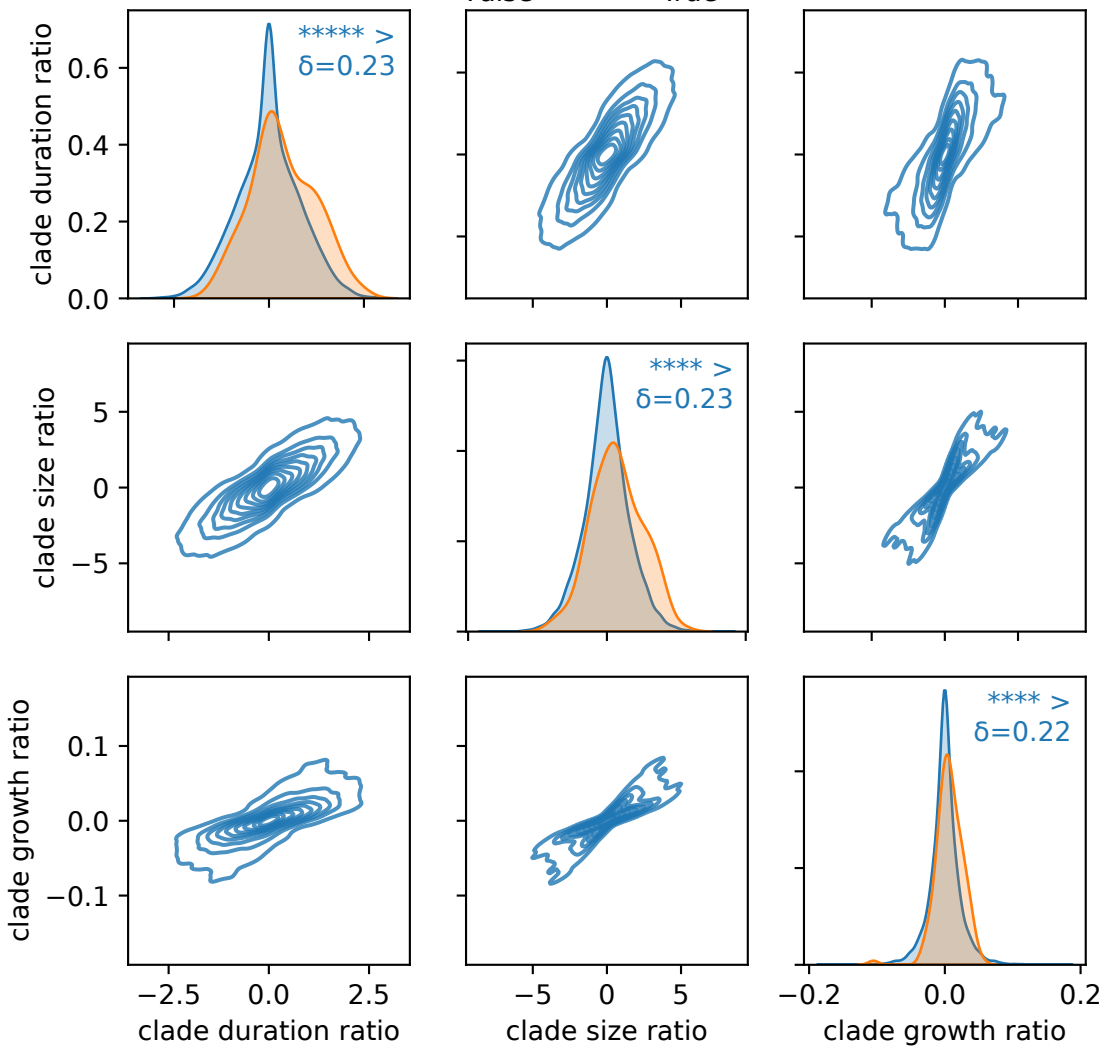 ***** >
δ=0.23
clade duration ratio
0.6
0.4
0.2
0.0
**** >
δ=0.23
clade size ratio
5
0
−5
**** >
δ=0.22
clade growth ratio
0.1
0.0
−0.1
−2.5 0.0 2.5
−5 0 5
−0.2 0.0 0.2
clade duration ratio
clade size ratio
clade growth ratio